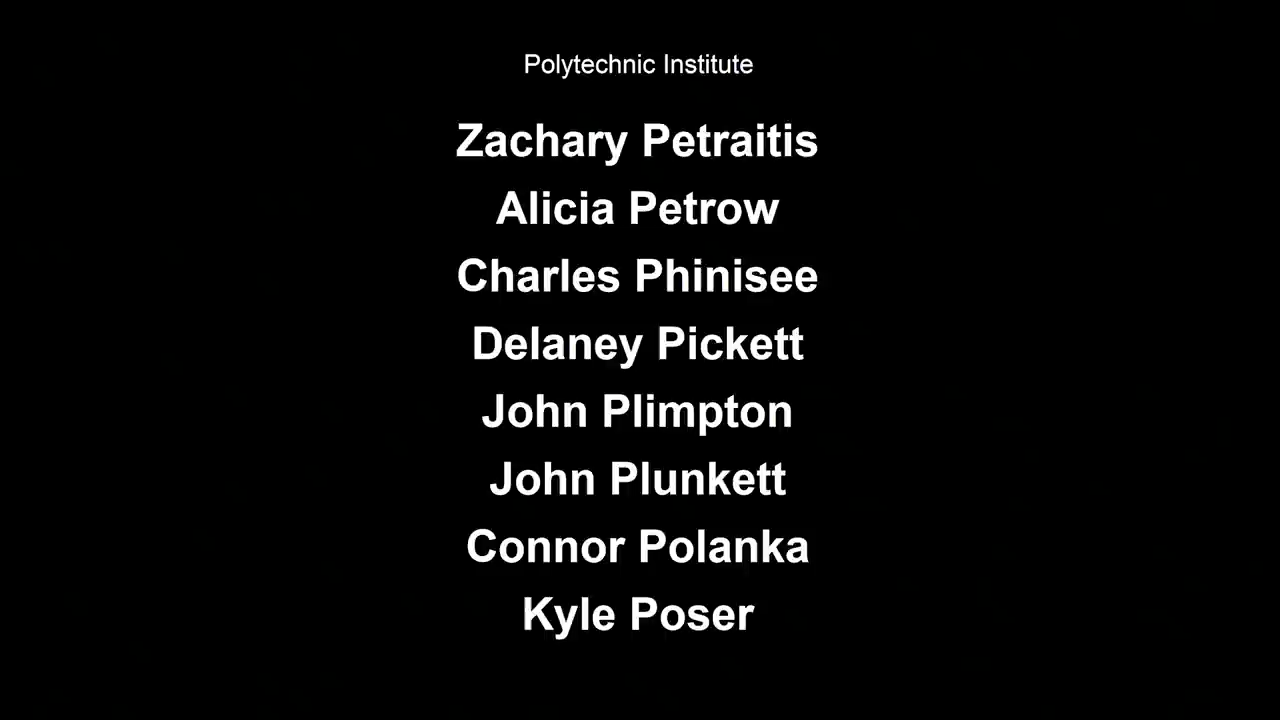 Polytechnic Institute
Zachary Petraitis
Alicia Petrow
Charles Phinisee
Delaney Pickett
John Plimpton
John Plunkett
Connor Polanka
Kyle Poser